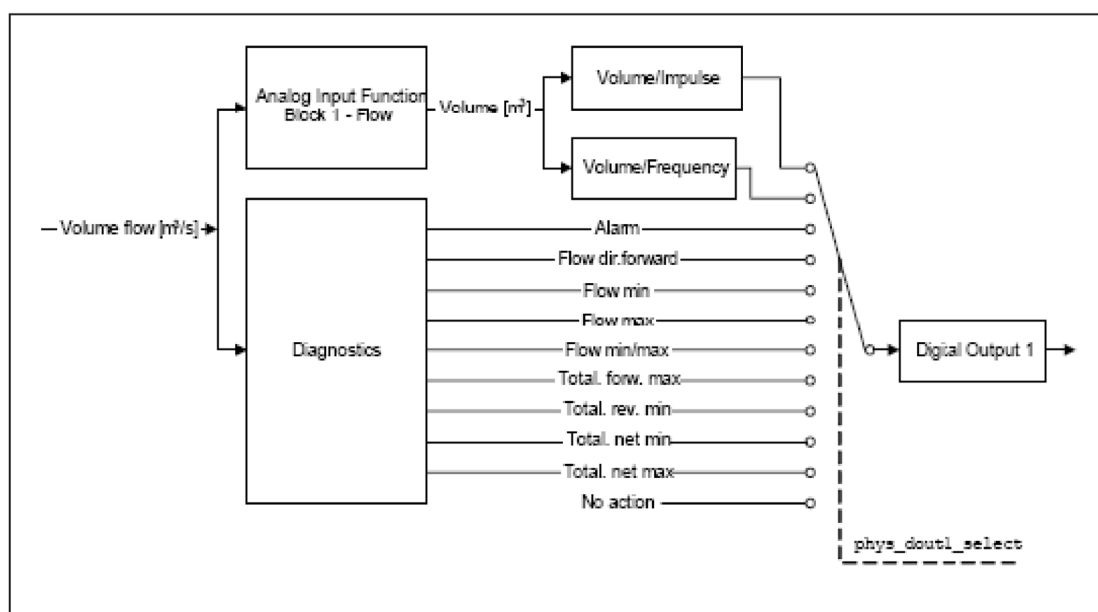 Analog Input Function
Block 1 - Flow
Volume [m³]
Volume/Impulse
Volume/Frequency
Volume flow [m³/s]
Alarm
Flow dir.forward
Flow min
Flow max
Diagnostics
Flow min/max
Digital Output 1
Total. forw. max
Total. rev. min
Total. net min
Total. net max
No action
phys_dout1_select